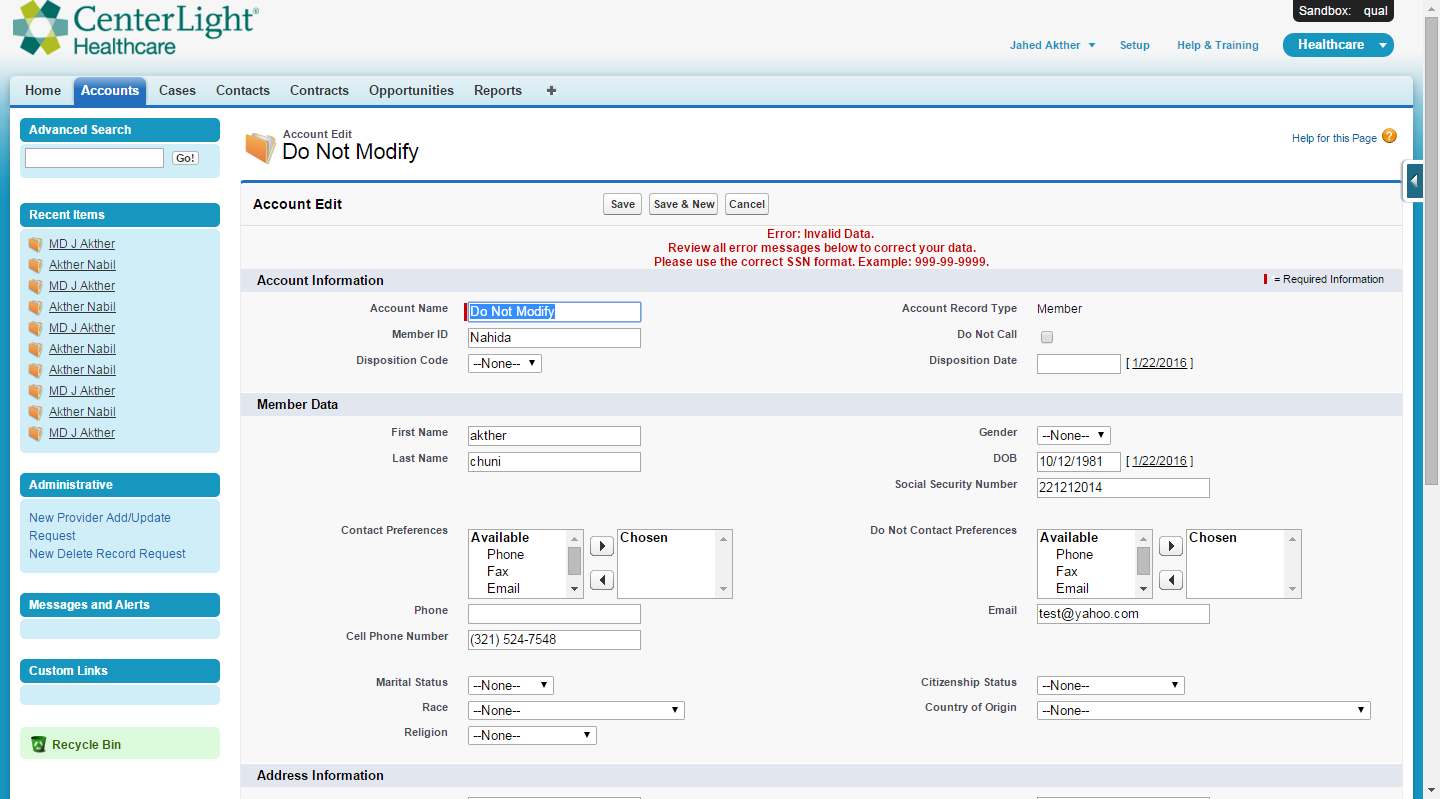 CenterLight®
Healthcare
Sandbox: qual
Jahed Akther Setup Help & Training Healthcare
Home Accounts Cases Contacts Contracts Opportunities Reports +
Advanced Search
Go!
Recent Items
MD J Akther
Akther Nabil
MD J Akther
Akther Nabil
MD J Akther
Akther Nabil
Akther Nabil
MD J Akther
Akther Nabil
MD J Akther
Administrative
New Provider Add/Update
Request
New Delete Record Request
Messages and Alerts
Custom Links
Recycle Bin
Account Edit
Do Not Modify
Help for this Page ?
Account Edit Save Save & New Cancel
Error: Invalid Data.
Review all error messages below to correct your data.
Please use the correct SSN format. Example: 999-99-9999.
Account Information = Required Information
Account Name Do Not Modify Account Record Type Member
Member ID Nahida Do Not Call
Disposition Code --None-- Disposition Date [ 1/22/2016 ]
Member Data
First Name akther Gender --None--
Last Name chuni DOB 10/12/1981 [ 1/22/2016 ]
Social Security Number 221212014
Contact Preferences Available Chosen Do Not Contact Preferences Available Chosen
Phone Phone
Fax Fax
Email Email
Phone Email test@yahoo.com
Cell Phone Number (321) 524-7548
Marital Status --None-- Citizenship Status --None--
Race --None-- Country of Origin --None--
Religion --None--
Address Information